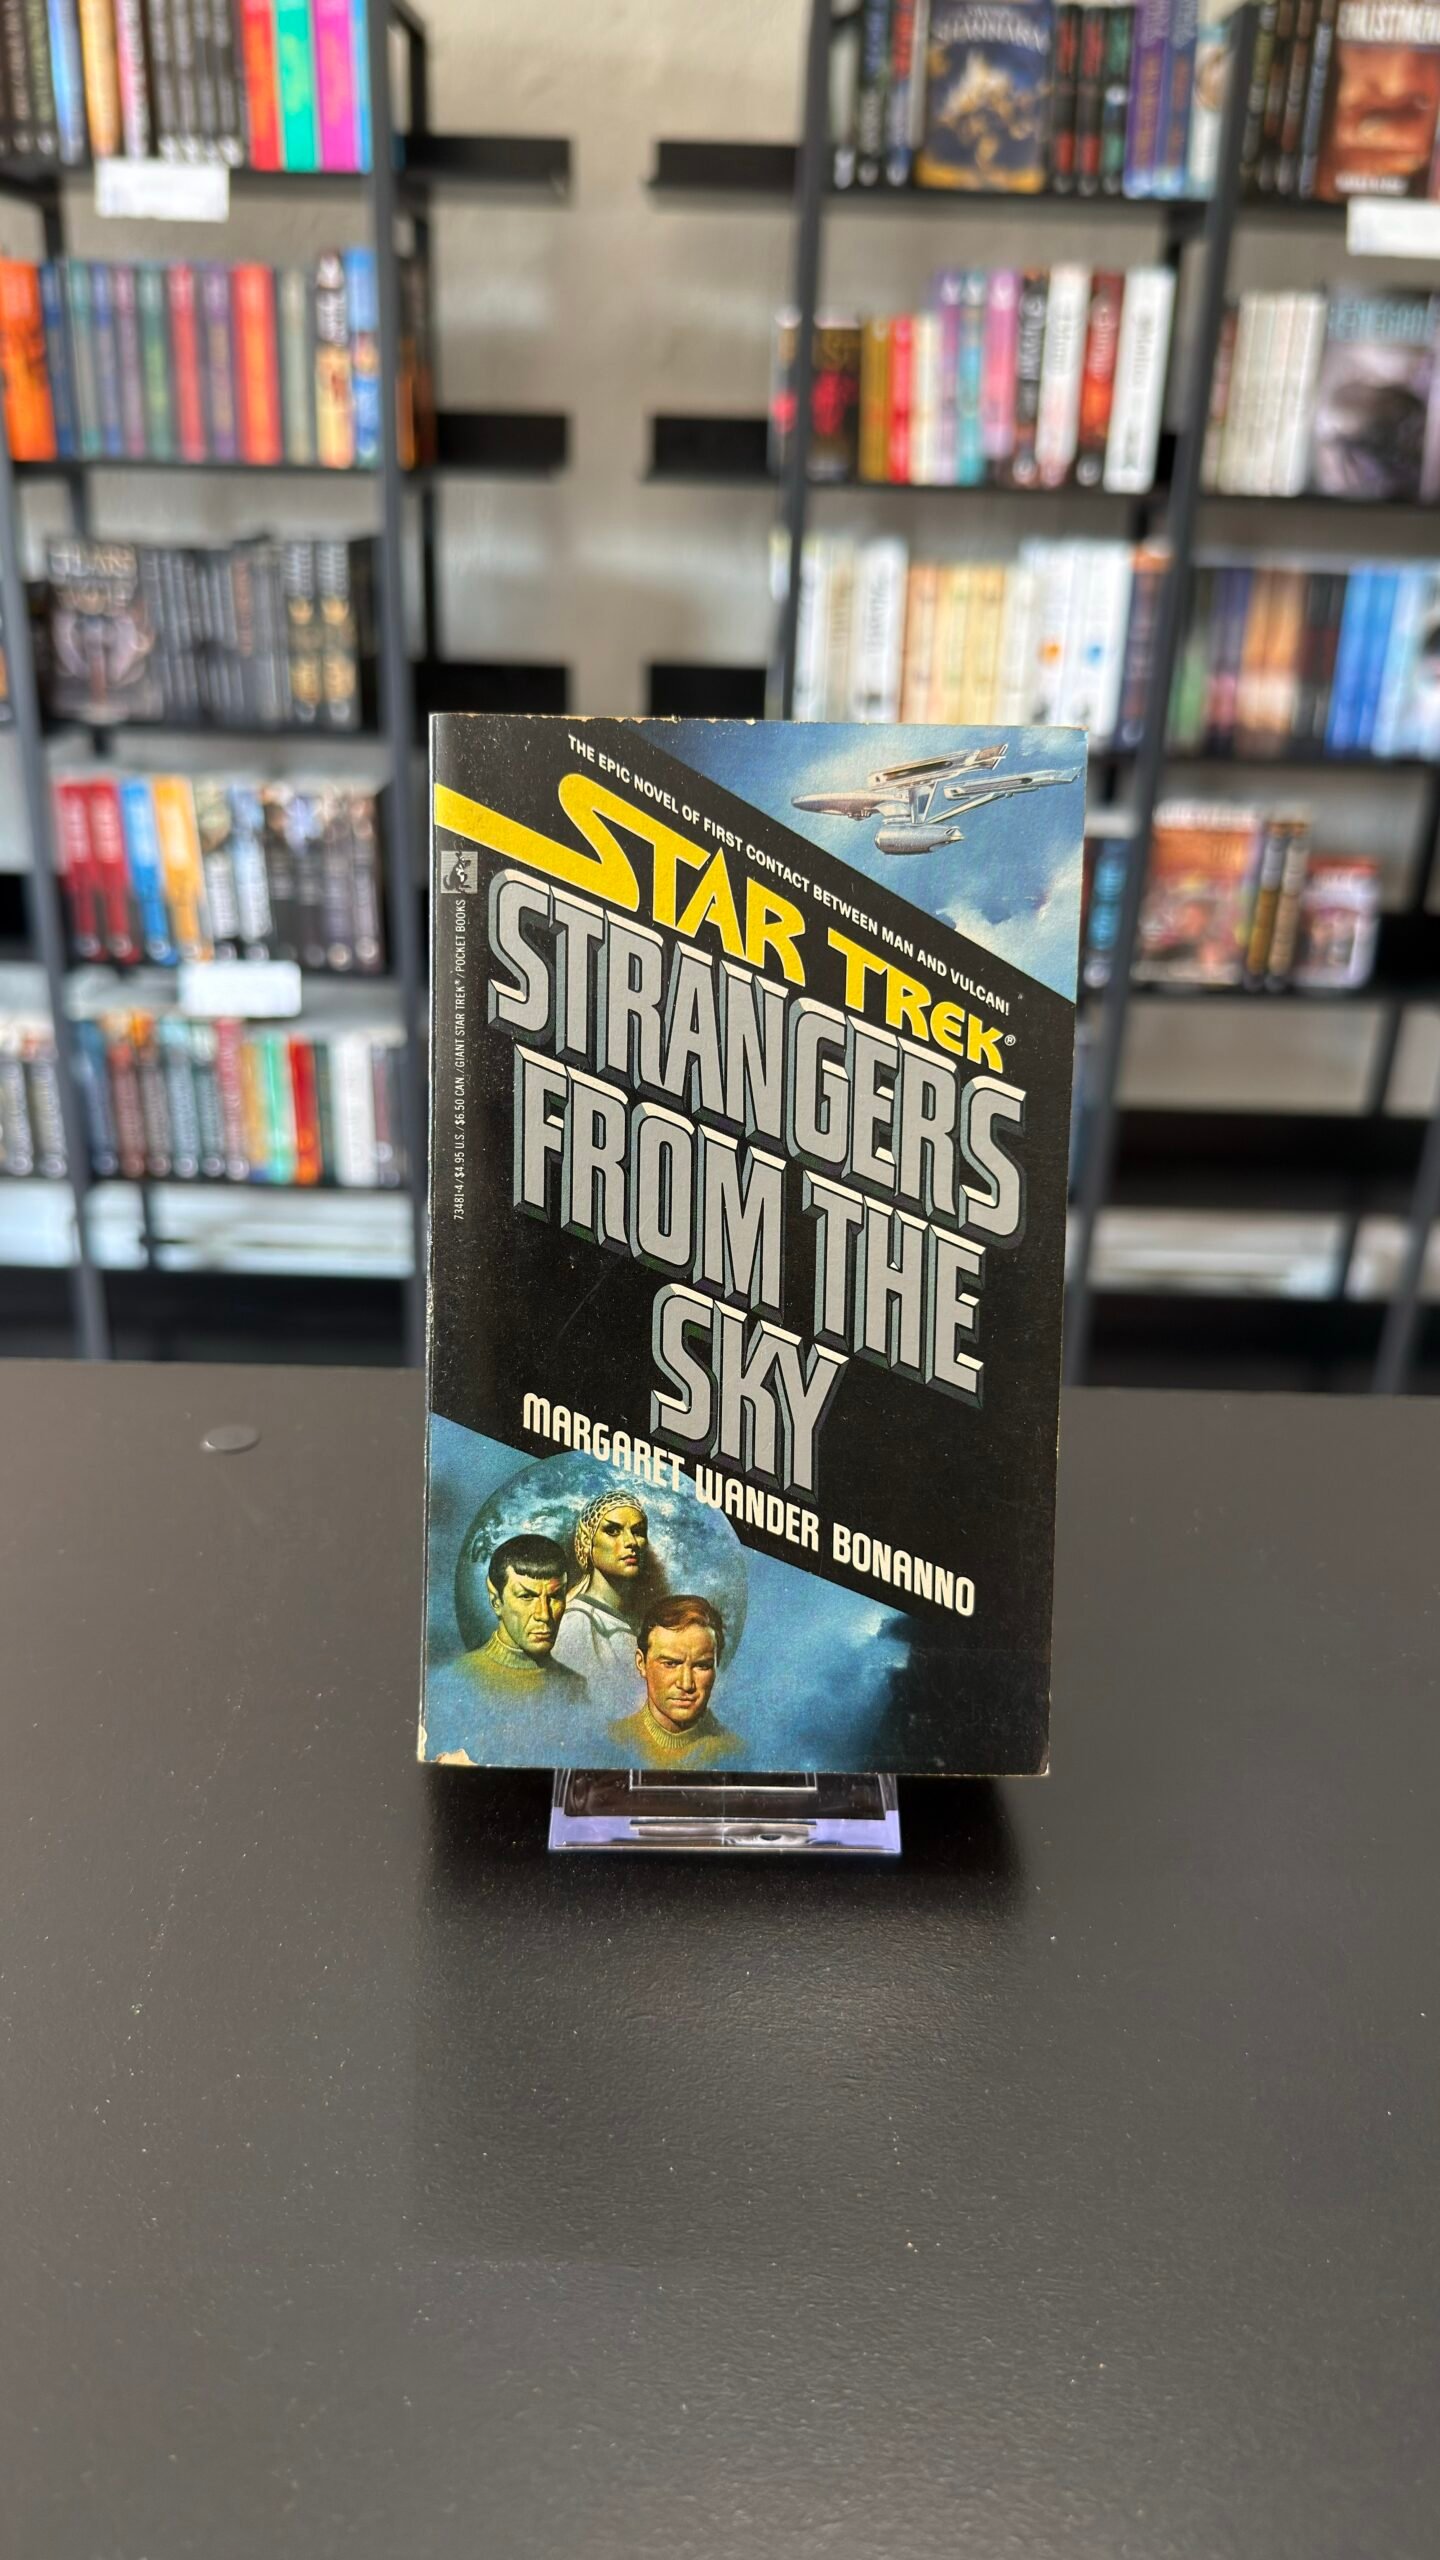 THE EPIC NOVEL OF FIRST CONTACT BETWEEN MAN AND VULCAN!
STAR TREK®
STRANGERS
FROM THE
SKY
MARGARET WANDER BONANNO
73481-4/$4.95 U.S./$6.50 CAN./GIANT STAR TREK®/POCKET BOOKS
SHANNARA